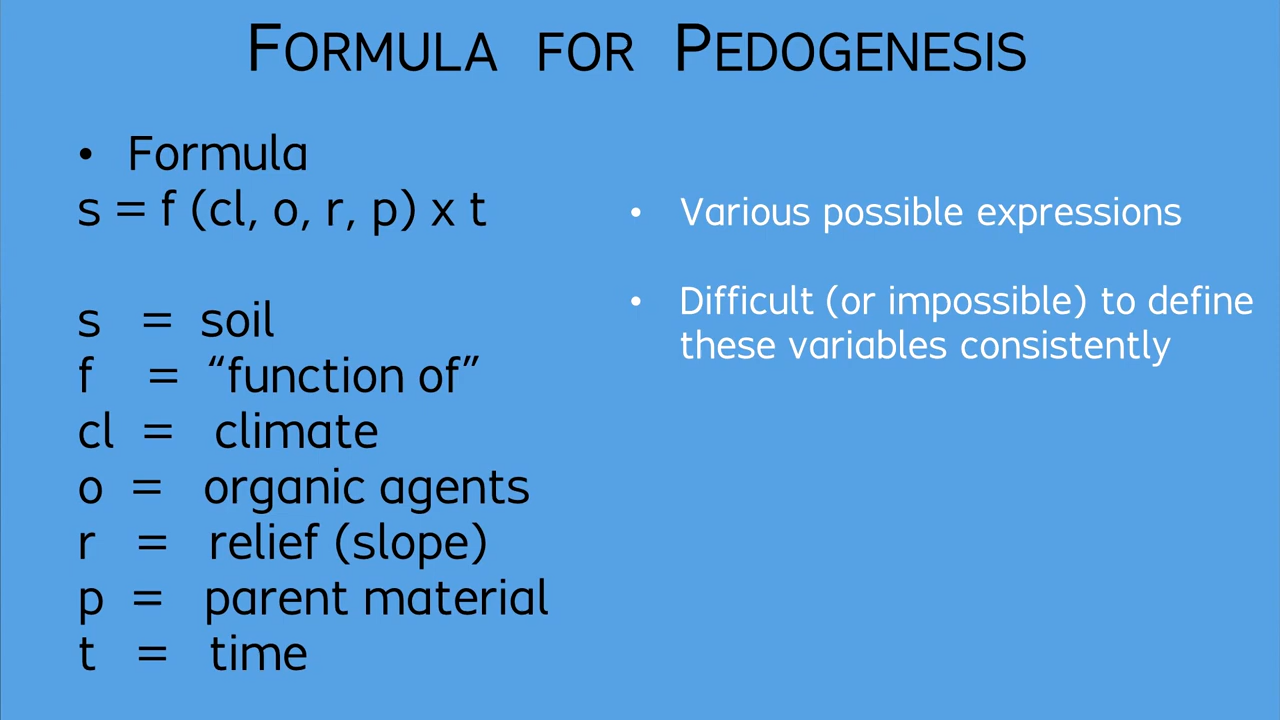 FORMULA FOR PEDOGENESIS
• Formula
s = f (cl, o, r, p) x t
s = soil
f = “function of”
cl = climate
o = organic agents
r = relief (slope)
p = parent material
t = time
• Various possible expressions
• Difficult (or impossible) to define
these variables consistently